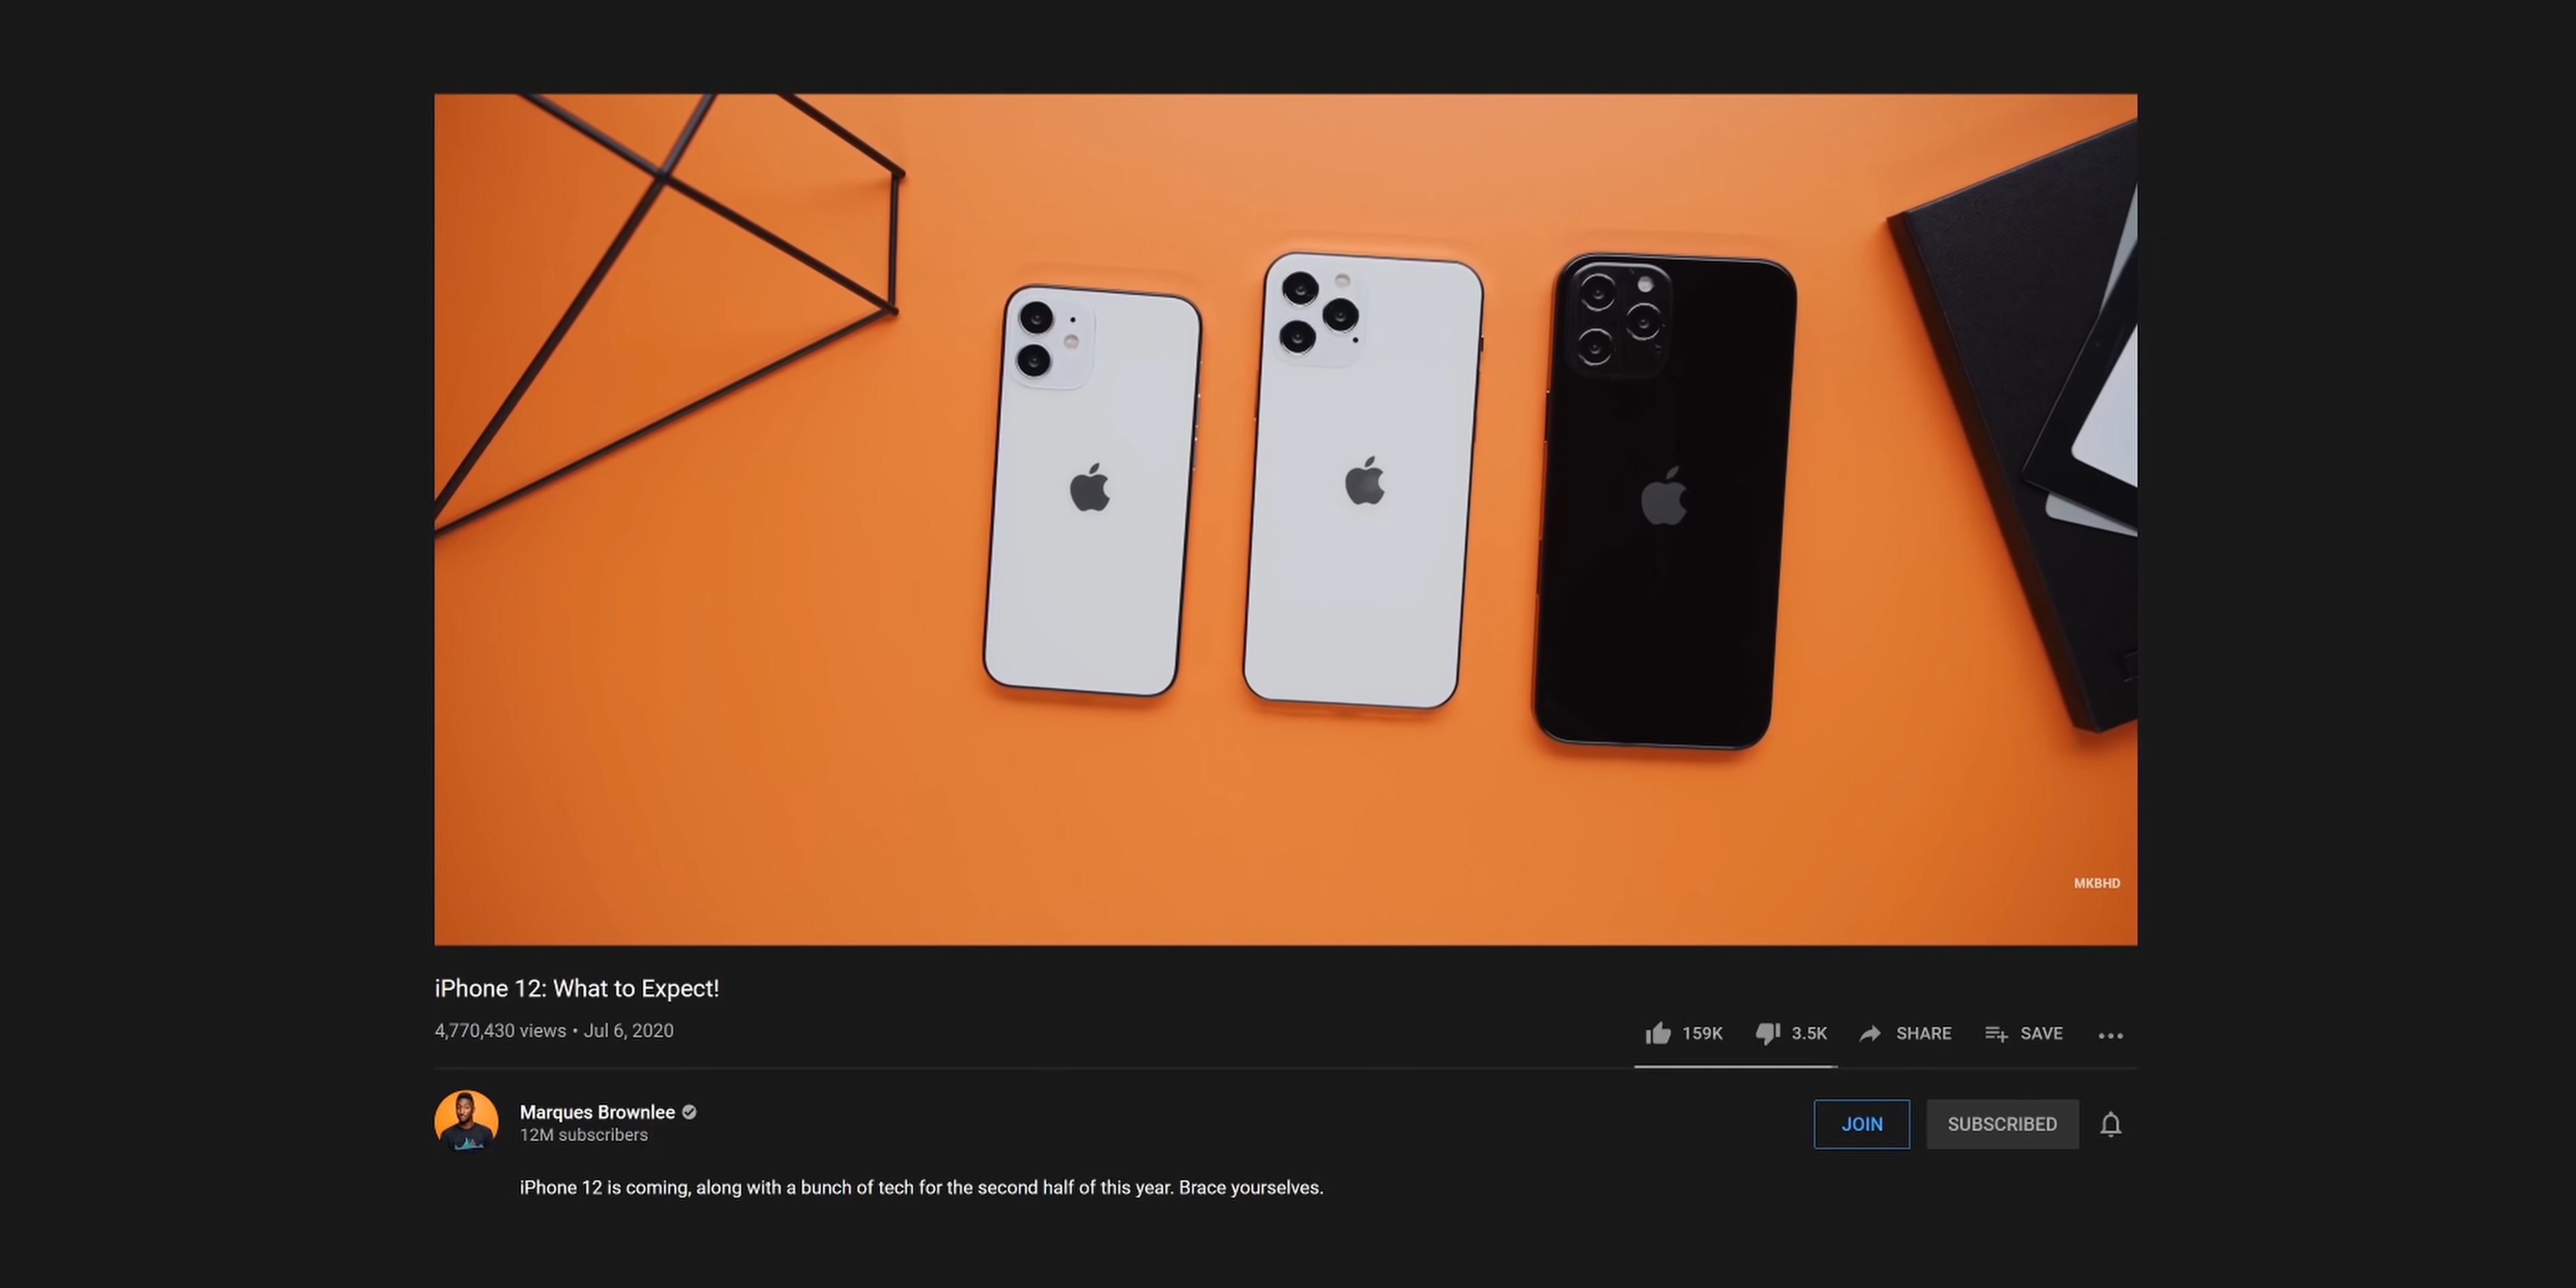 MKBHD
iPhone 12: What to Expect!
4,770,430 views • Jul 6, 2020
159K 3.5K SHARE SAVE
Marques Brownlee
12M subscribers
JOIN SUBSCRIBED
iPhone 12 is coming, along with a bunch of tech for the second half of this year. Brace yourselves.